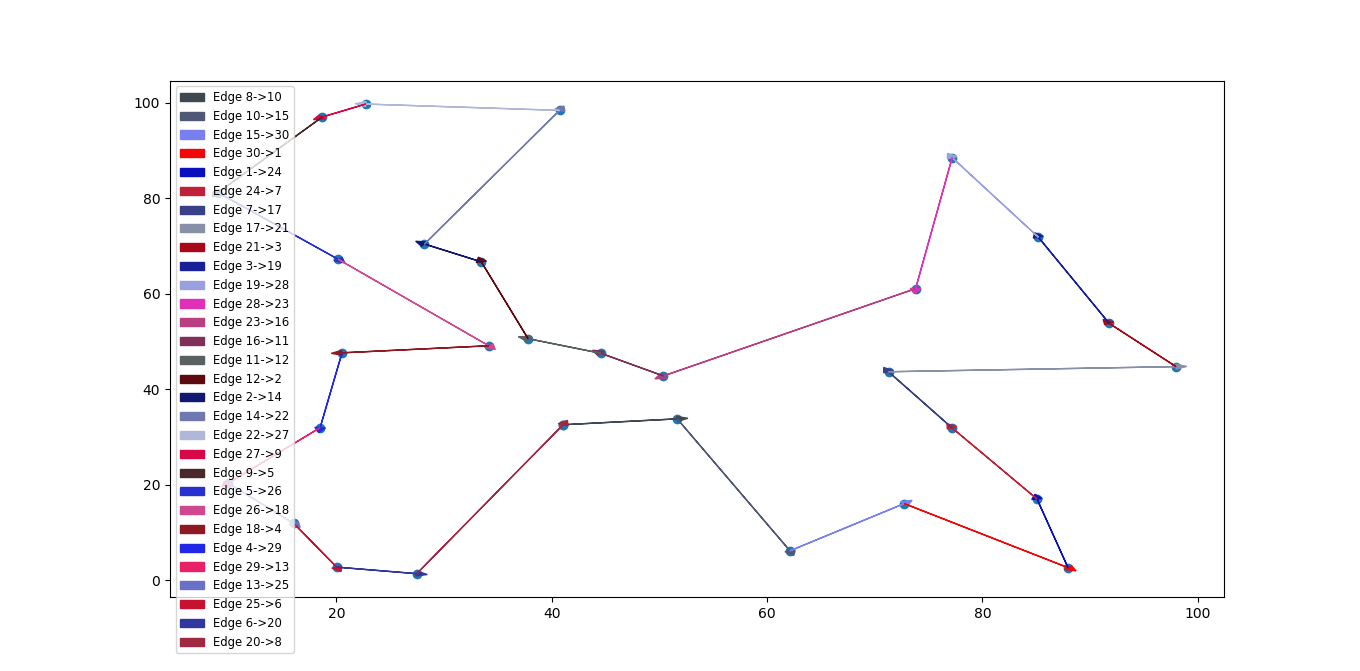 100
80
60
40
20
0
20
40
60
80
100
Edge 8->10
Edge 10->15
Edge 15->30
Edge 30->1
Edge 1->24
Edge 24->7
Edge 7->17
Edge 17->21
Edge 21->3
Edge 3->19
Edge 19->28
Edge 28->23
Edge 23->16
Edge 16->11
Edge 11->12
Edge 12->2
Edge 2->14
Edge 14->22
Edge 22->27
Edge 27->9
Edge 9->5
Edge 5->26
Edge 26->18
Edge 18->4
Edge 4->29
Edge 29->13
Edge 13->25
Edge 25->6
Edge 6->20
Edge 20->8